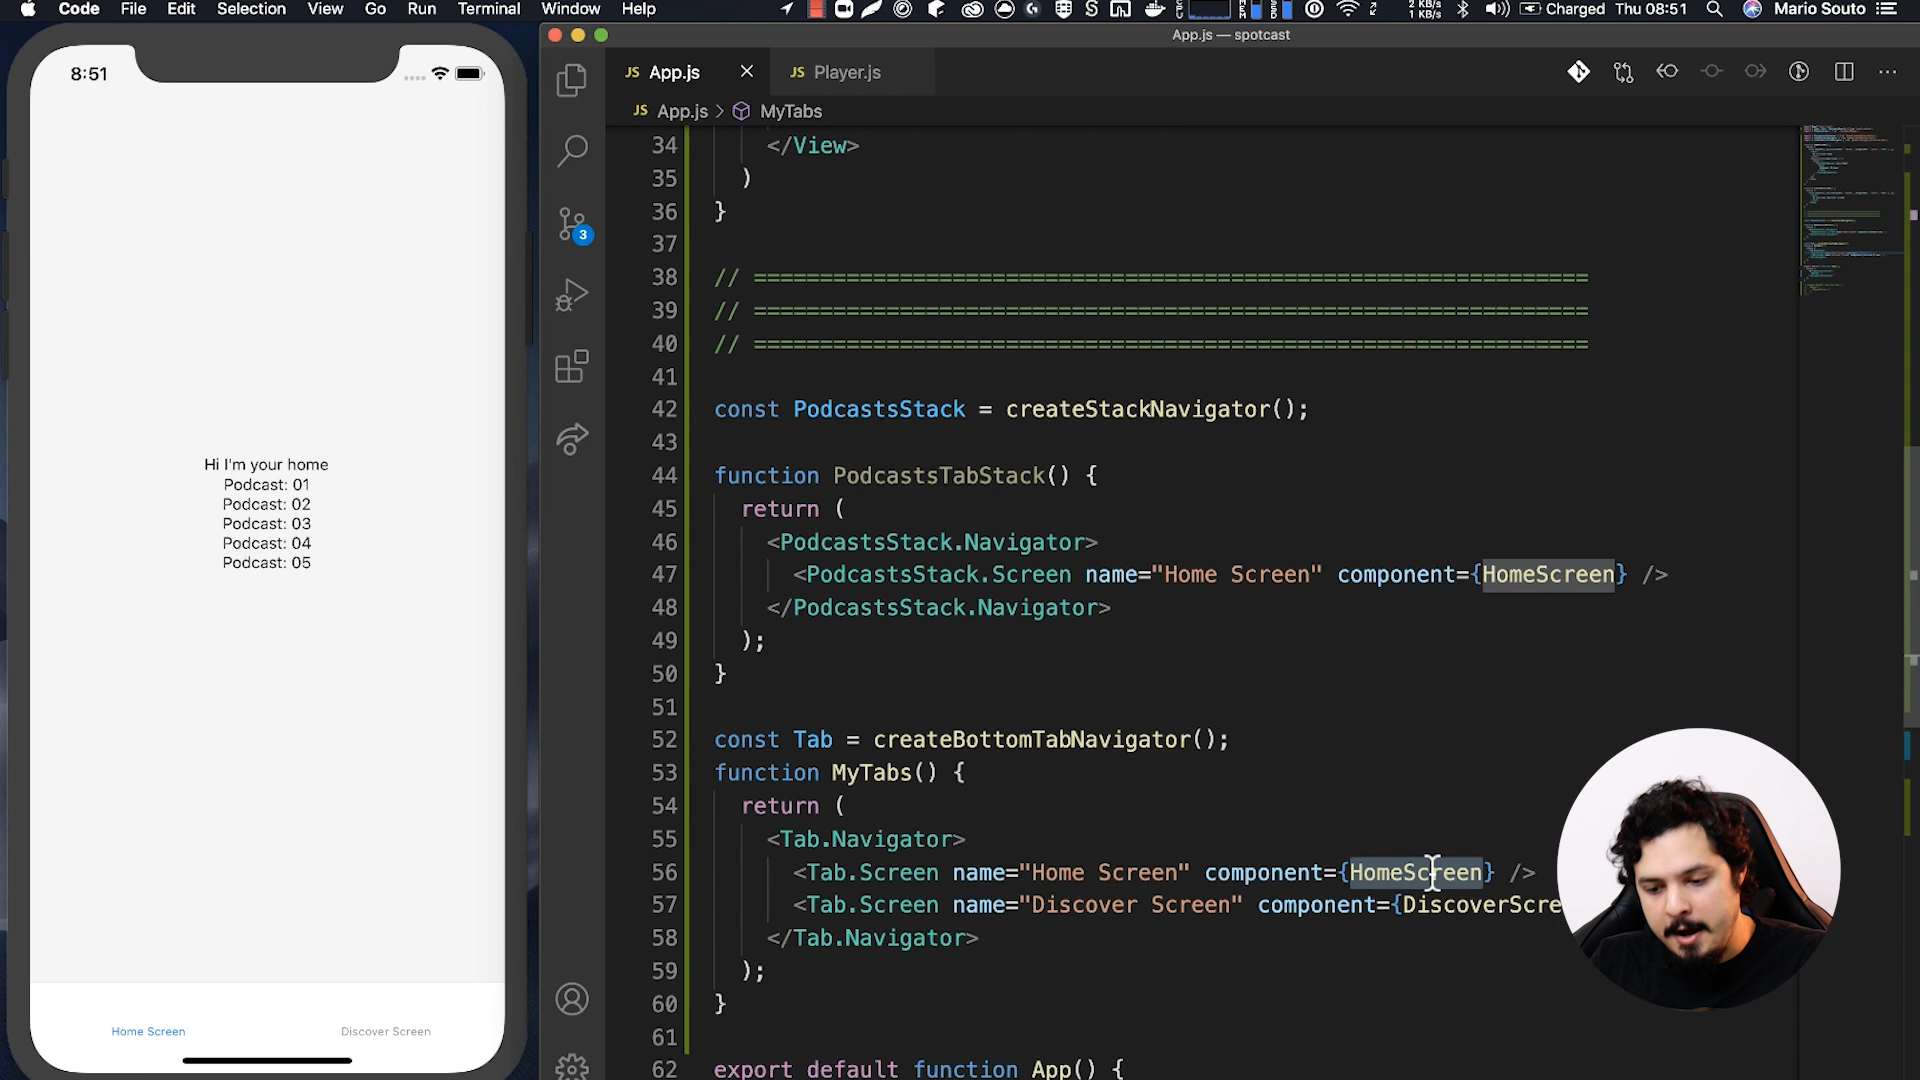 Code File Edit Selection View Go Run Terminal Window Help
2 KB/s
1 KB/s
Charged Thu 08:51 Mario Souto
App.js — spotcast
JS App.js
JS Player.js
JS App.js > MyTabs
8:51
Hi I'm your home
Podcast: 01
Podcast: 02
Podcast: 03
Podcast: 04
Podcast: 05
Home Screen
Discover Screen
3
34 </View>
35 )
36 }
37
38 // ===============================================================
39 // ===============================================================
40 // ===============================================================
41
42 const PodcastsStack = createStackNavigator();
43
44 function PodcastsTabStack() {
45 return (
46 <PodcastsStack.Navigator>
47 <PodcastsStack.Screen name="Home Screen" component={HomeScreen} />
48 </PodcastsStack.Navigator>
49 );
50 }
51
52 const Tab = createBottomTabNavigator();
53 function MyTabs() {
54 return (
55 <Tab.Navigator>
56 <Tab.Screen name="Home Screen" component={HomeScreen} />
57 <Tab.Screen name="Discover Screen" component={DiscoverScre
58 </Tab.Navigator>
59 );
60 }
61
62 export default function App() {